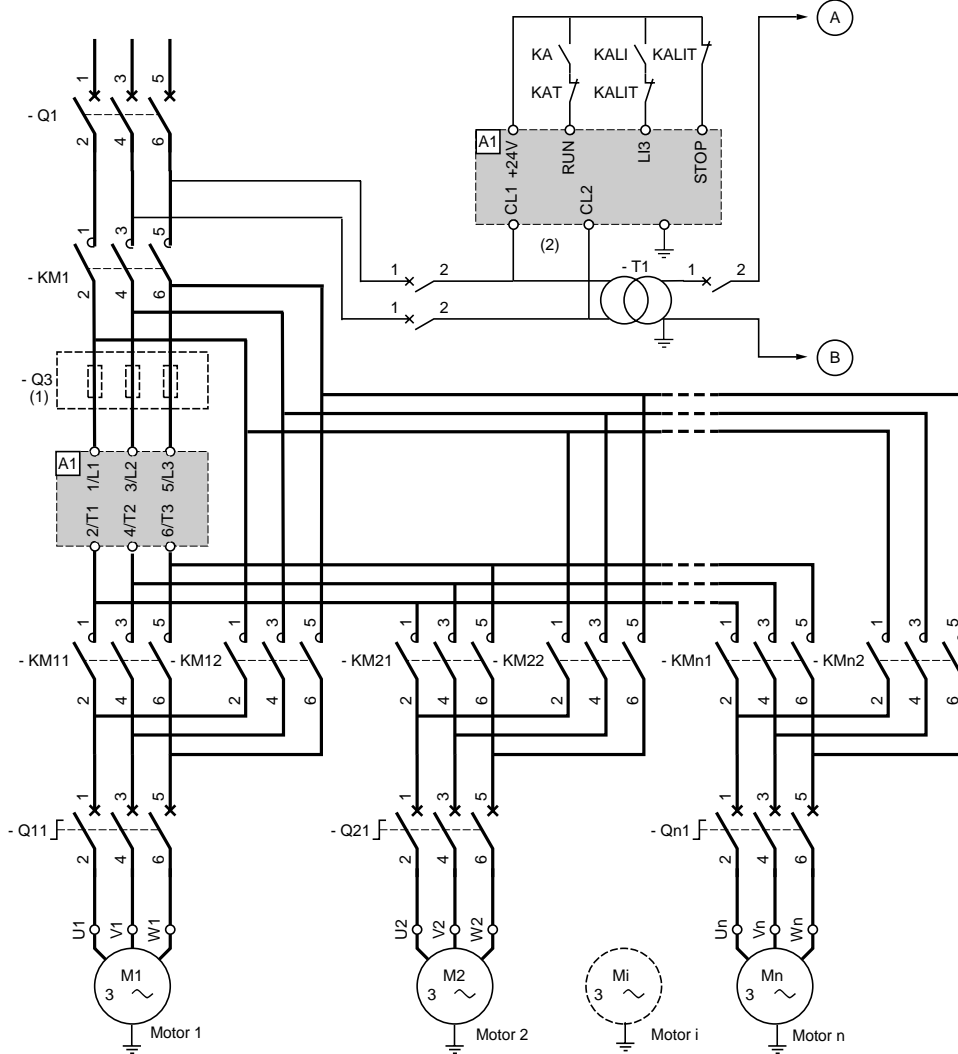 A
KA KALI KALIT
KAT KALIT
1 3 5
- Q1
2 4 6
A1
+24V RUN LI3 STOP
CL1 CL2
(2)
1 3 5
- KM1
2 4 6
1 2
- T1
1 2
1 2
B
- Q3
(1)
A1
1/L1 3/L2 5/L3
2/T1 4/T2 6/T3
1 3 5 1 3 5 1 3 5 1 3 5 1 3 5 1 3 5
- KM11 - KM12 - KM21 - KM22 - KMn1 - KMn2
2 4 6 2 4 6 2 4 6 2 4 6 2 4 6 2 4 6
1 3 5 1 3 5 1 3 5
- Q11 - Q21 - Qn1
2 4 6 2 4 6 2 4 6
U1 V1 W1 U2 V2 W2 Un Vn Wn
M1 M2 Mi Mn
3 3 3 3
Motor 1 Motor 2 Motor i Motor n